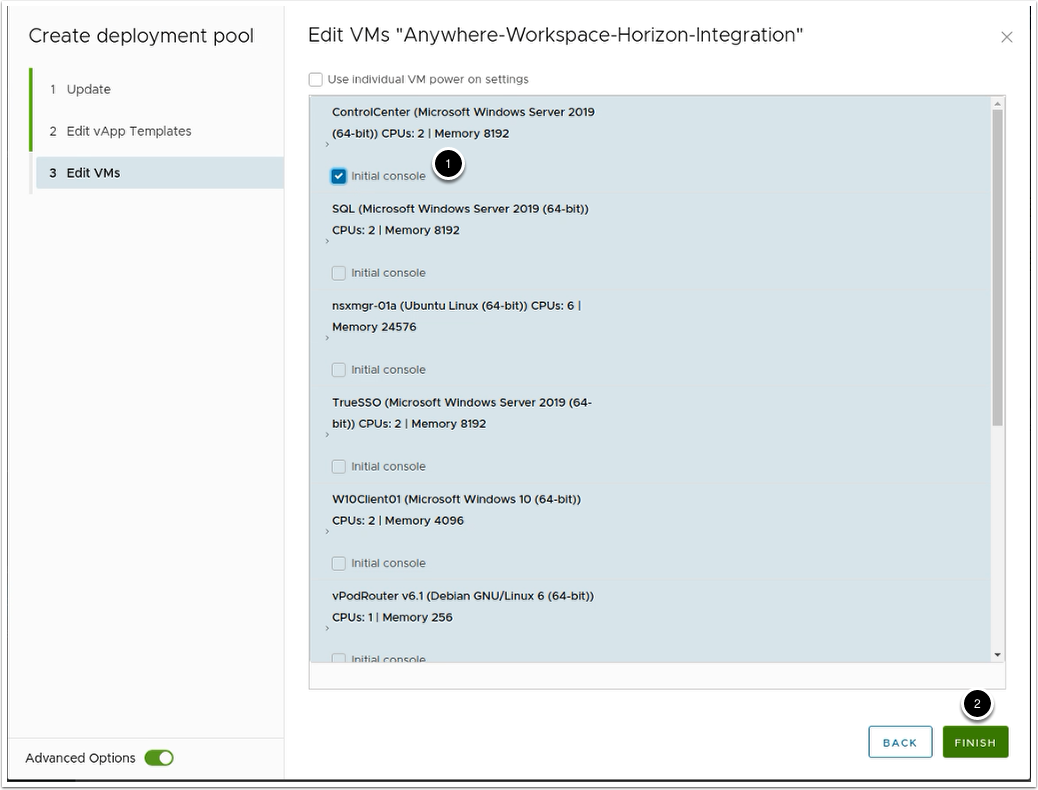 Create deployment pool
1 Update
2 Edit vApp Templates
3 Edit VMs
Advanced Options
Edit VMs "Anywhere-Workspace-Horizon-Integration"
Use individual VM power on settings
ControlCenter (Microsoft Windows Server 2019
(64-bit)) CPUs: 2 | Memory 8192
Initial console
1
SQL (Microsoft Windows Server 2019 (64-bit))
CPUs: 2 | Memory 8192
Initial console
nsxmgr-01a (Ubuntu Linux (64-bit)) CPUs: 6 |
Memory 24576
Initial console
TrueSSO (Microsoft Windows Server 2019 (64-
bit)) CPUs: 2 | Memory 8192
Initial console
W10Client01 (Microsoft Windows 10 (64-bit))
CPUs: 2 | Memory 4096
Initial console
vPodRouter v6.1 (Debian GNU/Linux 6 (64-bit))
CPUs: 1 | Memory 256
Initial console
2
BACK
FINISH